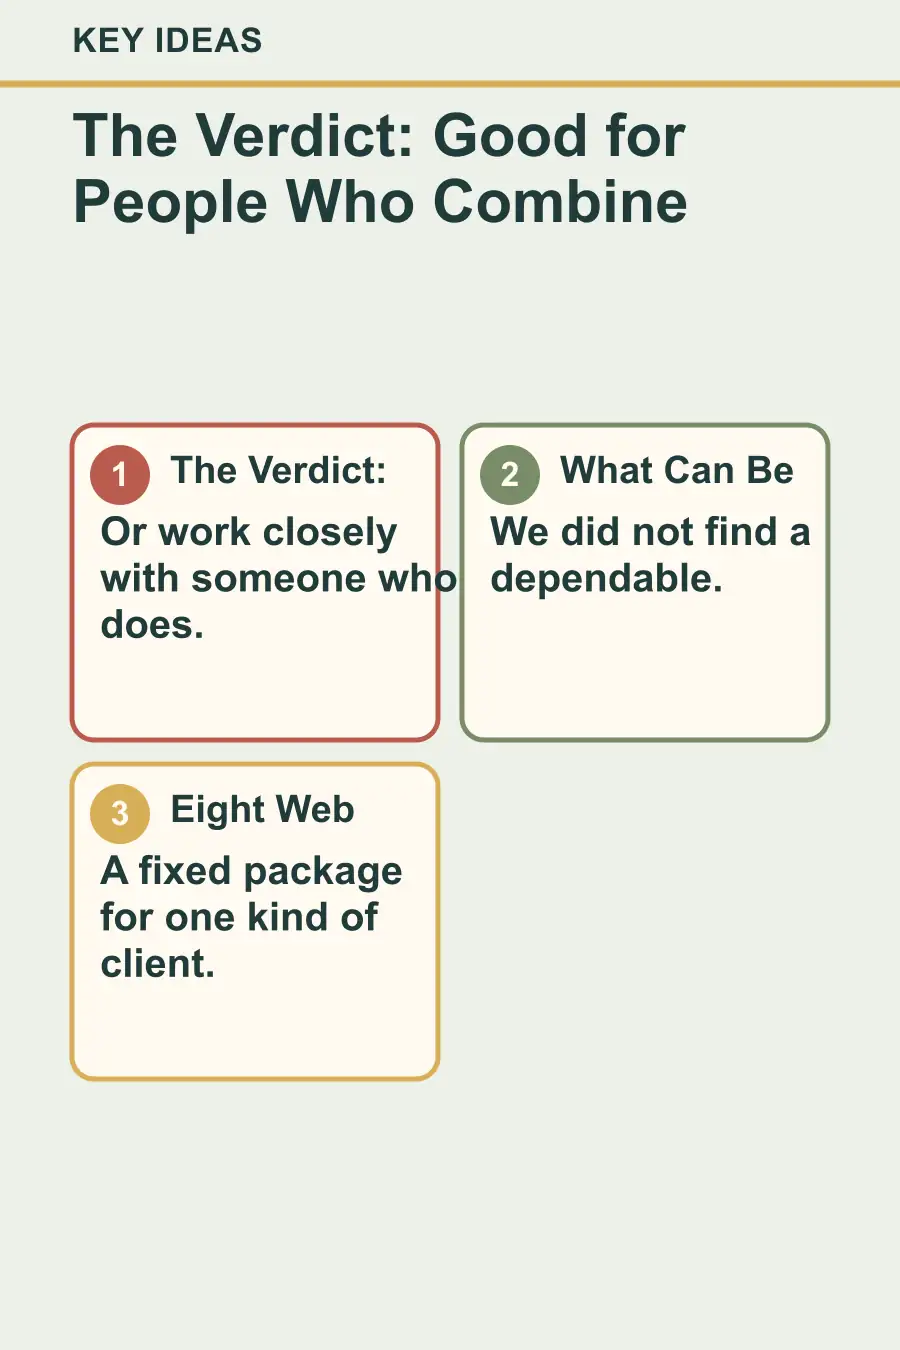 KEY IDEAS
The Verdict: Good for
People Who Combine
1 The Verdict:
Or work closely
with someone who
does.
2 What Can Be
We did not find a
dependable.
3 Eight Web
A fixed package
for one kind of
client.